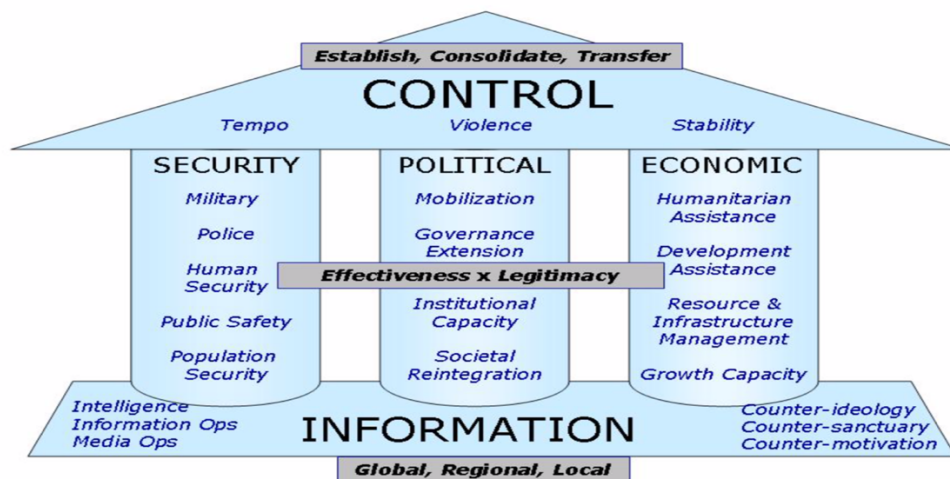 Establish, Consolidate, Transfer
CONTROL
Tempo
Violence
Stability
SECURITY
Military
Police
Human
Security
Public Safety
Population
Security
POLITICAL
Mobilization
Governance
Extension
Effectiveness x Legitimacy
Institutional
Capacity
Societal
Reintegration
ECONOMIC
Humanitarian
Assistance
Development
Assistance
Resource &
Infrastructure
Management
Growth Capacity
Intelligence
Information Ops
Media Ops
INFORMATION
Counter-ideology
Counter-sanctuary
Counter-motivation
Global, Regional, Local